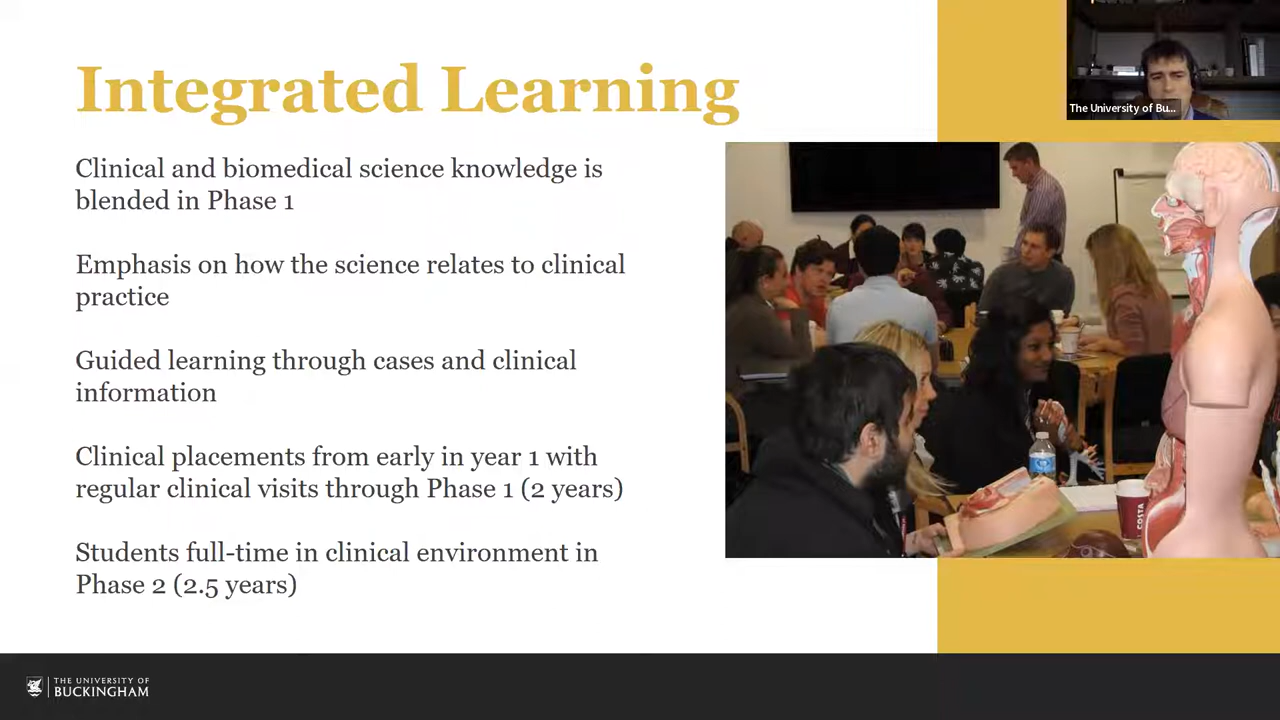 Integrated Learning
The University of Bu...
Clinical and biomedical science knowledge is
blended in Phase 1
Emphasis on how the science relates to clinical
practice
Guided learning through cases and clinical
information
Clinical placements from early in year 1 with
regular clinical visits through Phase 1 (2 years)
Students full-time in clinical environment in
Phase 2 (2.5 years)
COSTA
THE UNIVERSITY OF
BUCKINGHAM